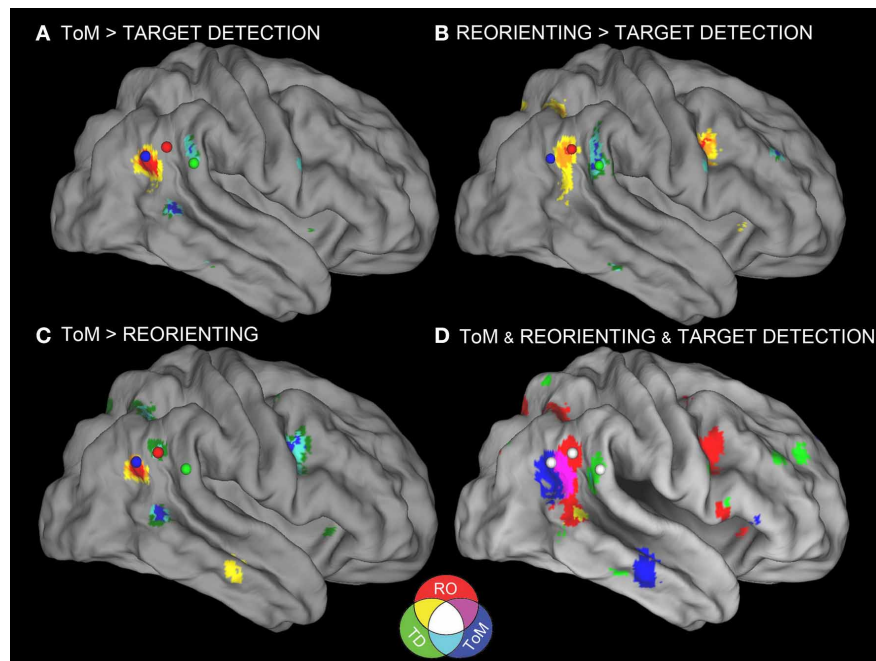 A ToM > TARGET DETECTION
B REORIENTING > TARGET DETECTION
C ToM > REORIENTING
D ToM & REORIENTING & TARGET DETECTION
RO
TD
ToM